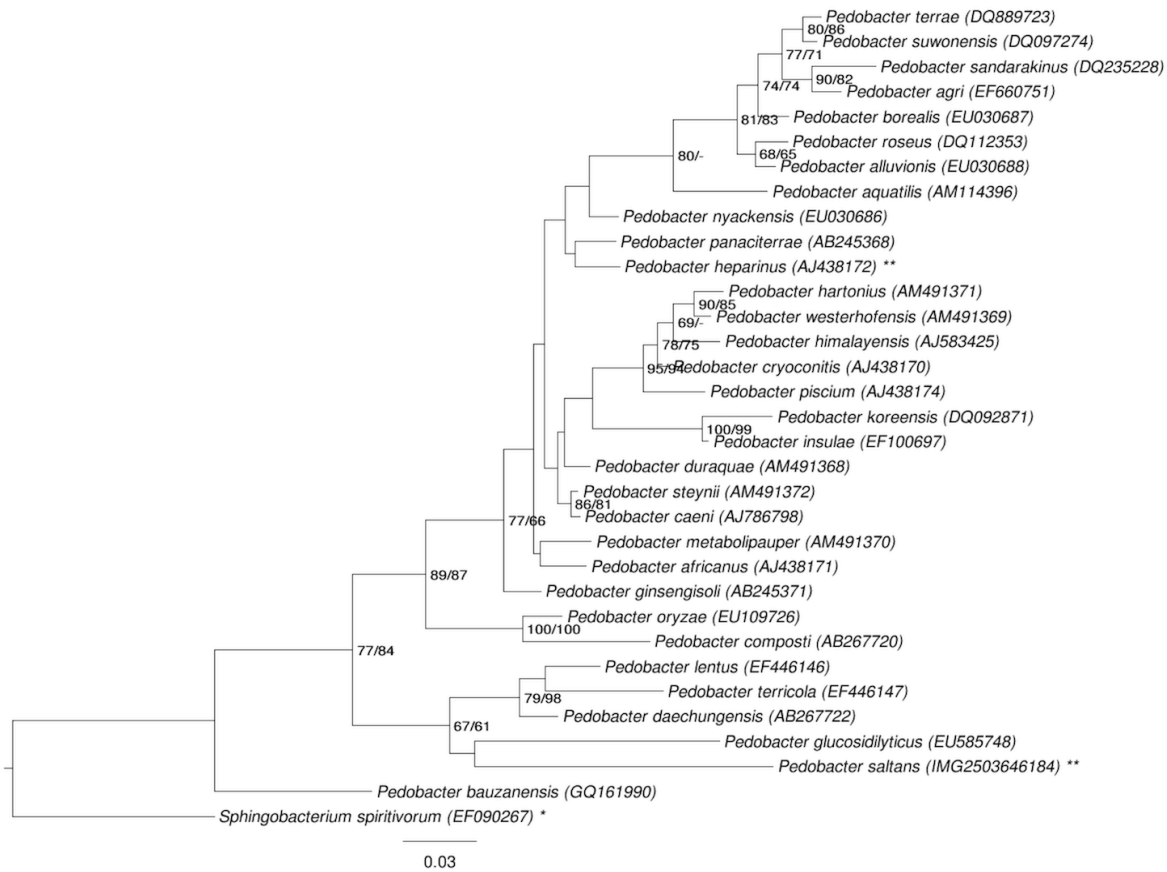 Pedobacter terrae (DQ889723)
80/86
Pedobacter suwonensis (DQ097274)
77/71
Pedobacter sandarakinus (DQ235228)
90/82
74/74
Pedobacter agri (EF660751)
81/83
Pedobacter borealis (EU030687)
Pedobacter roseus (DQ112353)
80/-
68/65
Pedobacter alluvionis (EU030688)
Pedobacter aquatilis (AM114396)
Pedobacter nyackensis (EU030686)
Pedobacter panaciterrae (AB245368)
Pedobacter heparinus (AJ438172) **
Pedobacter hartonius (AM491371)
90/85
Pedobacter westerhofensis (AM491369)
69/-
Pedobacter himalayensis (AJ583425)
78/75
95/94
Pedobacter cryoconitis (AJ438170)
Pedobacter piscium (AJ438174)
Pedobacter koreensis (DQ092871)
100/99
Pedobacter insulae (EF100697)
Pedobacter duraquae (AM491368)
Pedobacter steynii (AM491372)
86/81
Pedobacter caeni (AJ786798)
77/66
Pedobacter metabolipauper (AM491370)
Pedobacter africanus (AJ438171)
89/87
Pedobacter ginsengisoli (AB245371)
Pedobacter oryzae (EU109726)
100/100
Pedobacter composti (AB267720)
77/84
Pedobacter lentus (EF446146)
Pedobacter terricola (EF446147)
79/98
Pedobacter daechungensis (AB267722)
67/61
Pedobacter glucosidilyticus (EU585748)
Pedobacter saltans (IMG2503646184) **
Pedobacter bauzanensis (GQ161990)
Sphingobacterium spiritivorum (EF090267) *
0.03